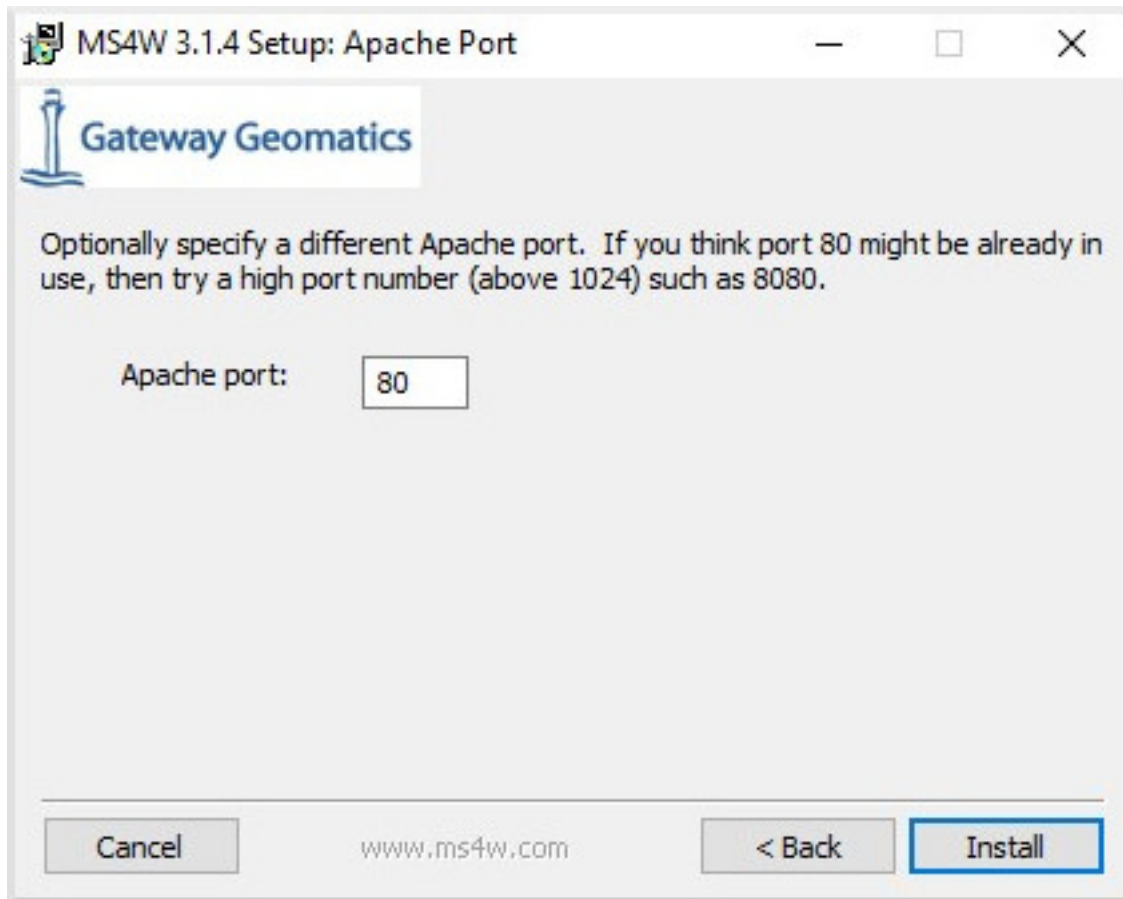 MS4W 3.1.4 Setup: Apache Port
Gateway Geomatics
Optionally specify a different Apache port.  If you think port 80 might be already in
use, then try a high port number (above 1024) such as 8080.
Apache port: 80
Cancel www.ms4w.com < Back Install